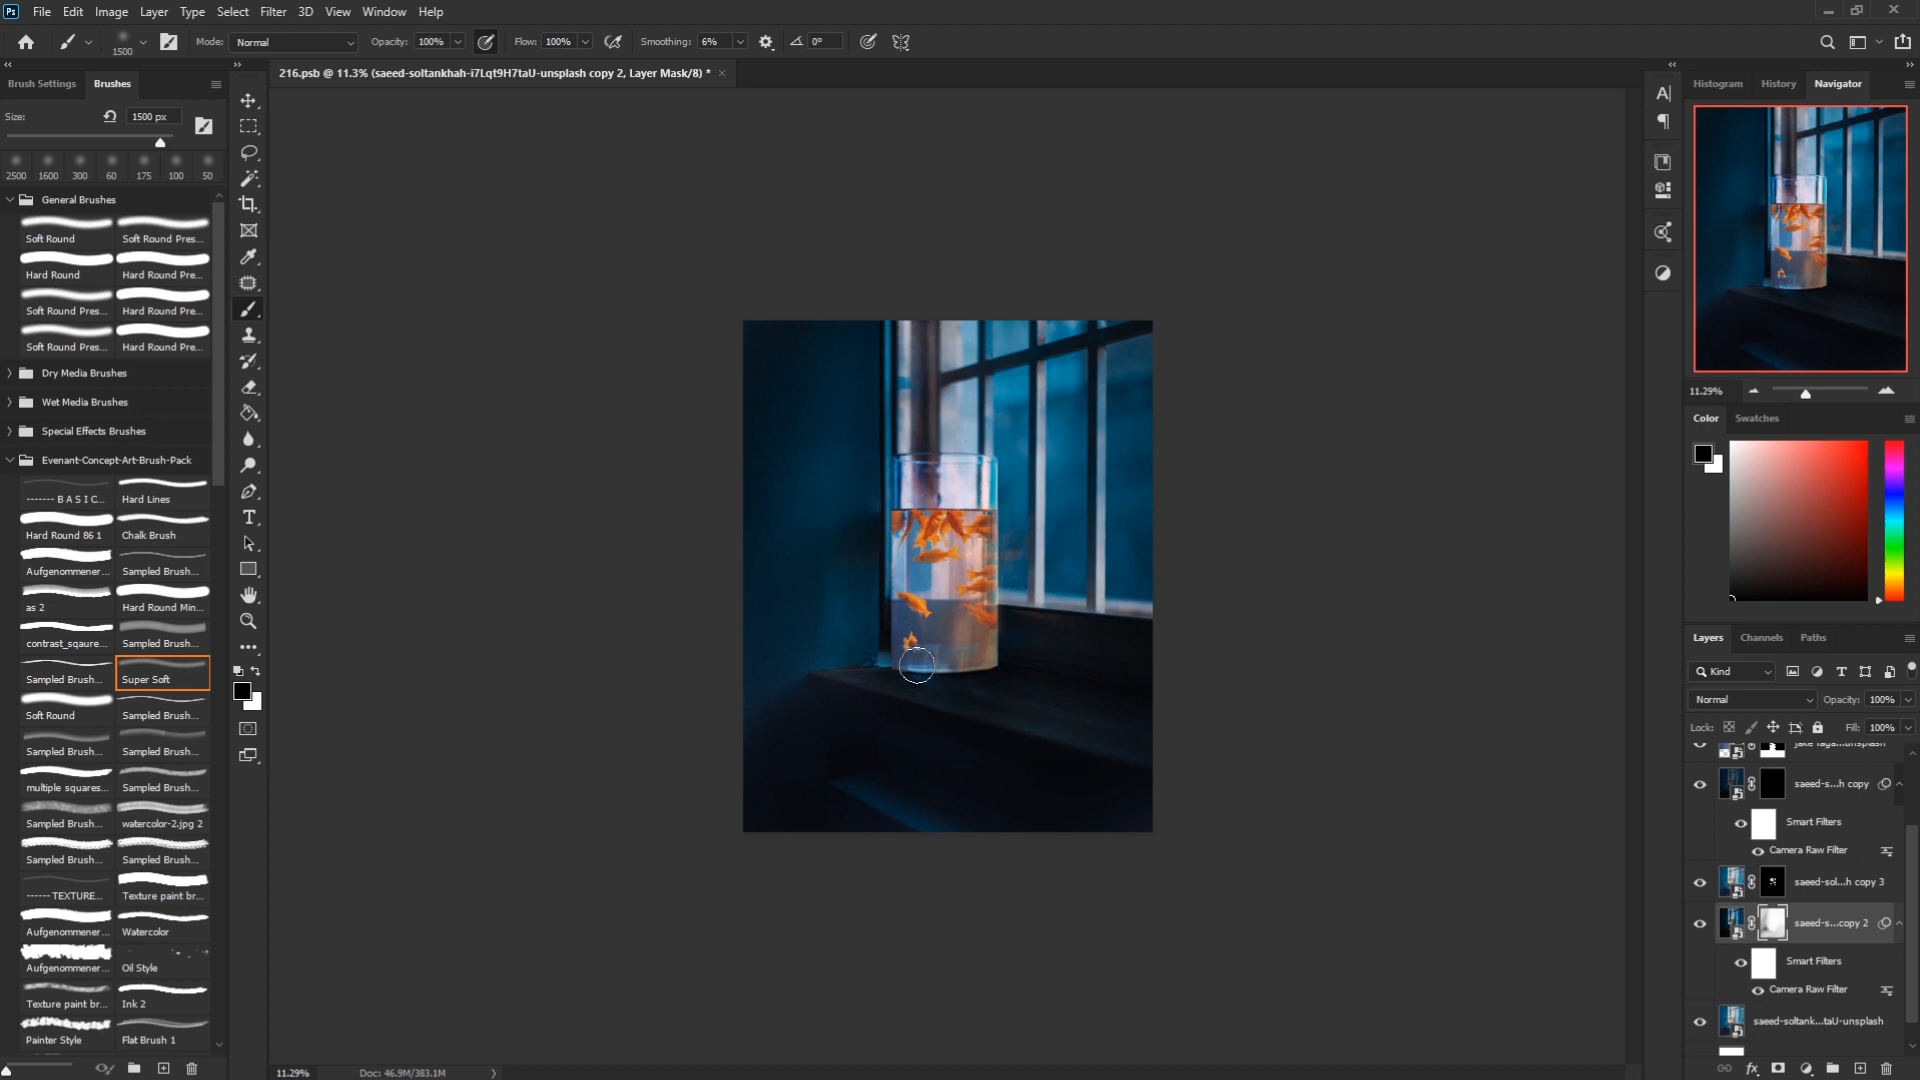 Ps File Edit Image Layer Type Select Filter 3D View Window Help
1500 Mode: Normal Opacity: 100% Flow: 100% Smoothing: 6% 0°
Brush Settings Brushes
216.psb @ 11.3% (saeed-soltankhah-i7Lqt9H7taU-unsplash copy 2, Layer Mask/8) *
Histogram History Navigator
Size: 1500 px
2500 1600 300 60 175 100 50
General Brushes
Soft Round Soft Round Pres...
Hard Round Hard Round Pre...
Soft Round Pres... Hard Round Pre...
Soft Round Pres... Hard Round Pre...
Dry Media Brushes
Wet Media Brushes
Special Effects Brushes
Evenant-Concept-Art-Brush-Pack
------- B A S I C... Hard Lines
Hard Round 86 1 Chalk Brush
Aufgenommener... Sampled Brush...
as 2 Hard Round Min...
contrast_sqaure... Sampled Brush...
Sampled Brush... Super Soft
Soft Round Sampled Brush...
Sampled Brush... Sampled Brush...
multiple squares... Sampled Brush...
Sampled Brush... watercolor-2.jpg 2
Sampled Brush... Sampled Brush...
------ TEXTURE... Texture paint br...
Aufgenommener... Watercolor
Aufgenommener... Oil Style
Texture paint br... Ink 2
Painter Style Flat Brush 1
11.29% Doc: 46.9M/383.1M
11.29%
Color Swatches
Layers Channels Paths
Kind
Normal Opacity: 100%
Lock: Fill: 100%
saeed-s...h copy
Smart Filters
Camera Raw Filter
saeed-sol...h copy 3
saeed-s...copy 2
Smart Filters
Camera Raw Filter
saeed-soltank...taU-unsplash